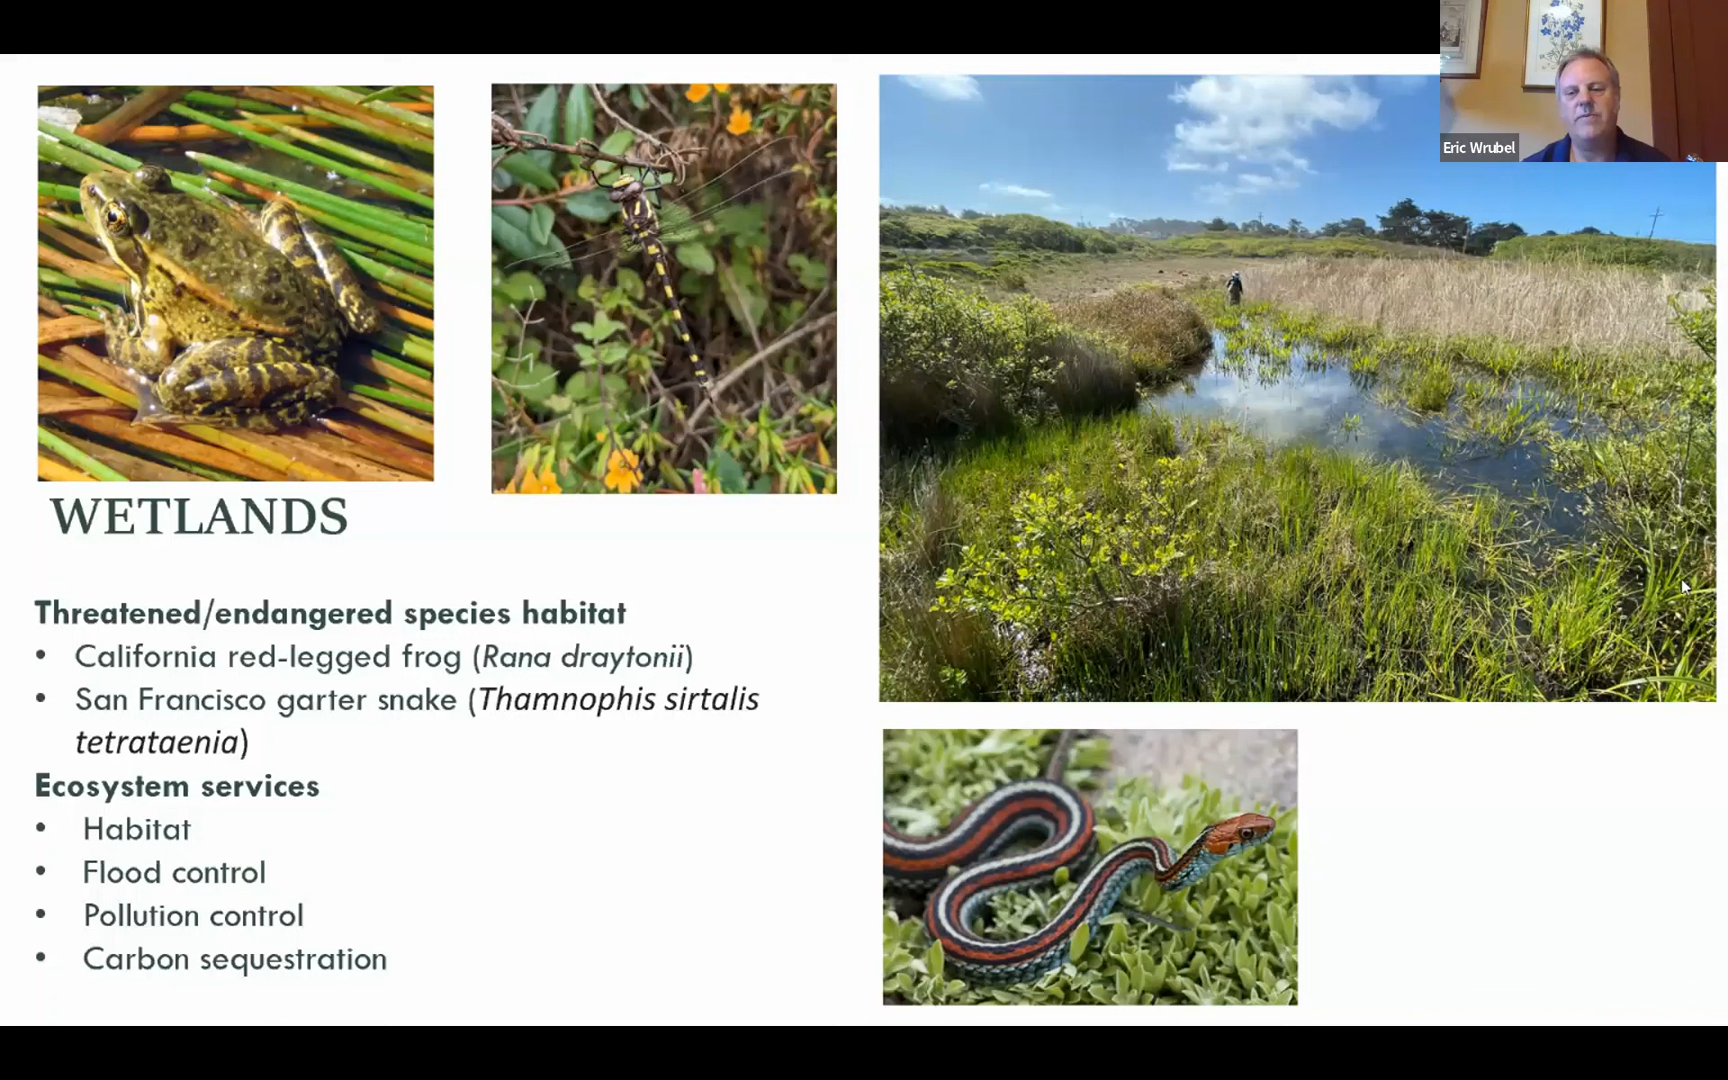 Eric Wrubel
WETLANDS
Threatened/endangered species habitat
• California red-legged frog (Rana draytonii)
• San Francisco garter snake (Thamnophis sirtalis
tetrataenia)
Ecosystem services
• Habitat
• Flood control
• Pollution control
• Carbon sequestration